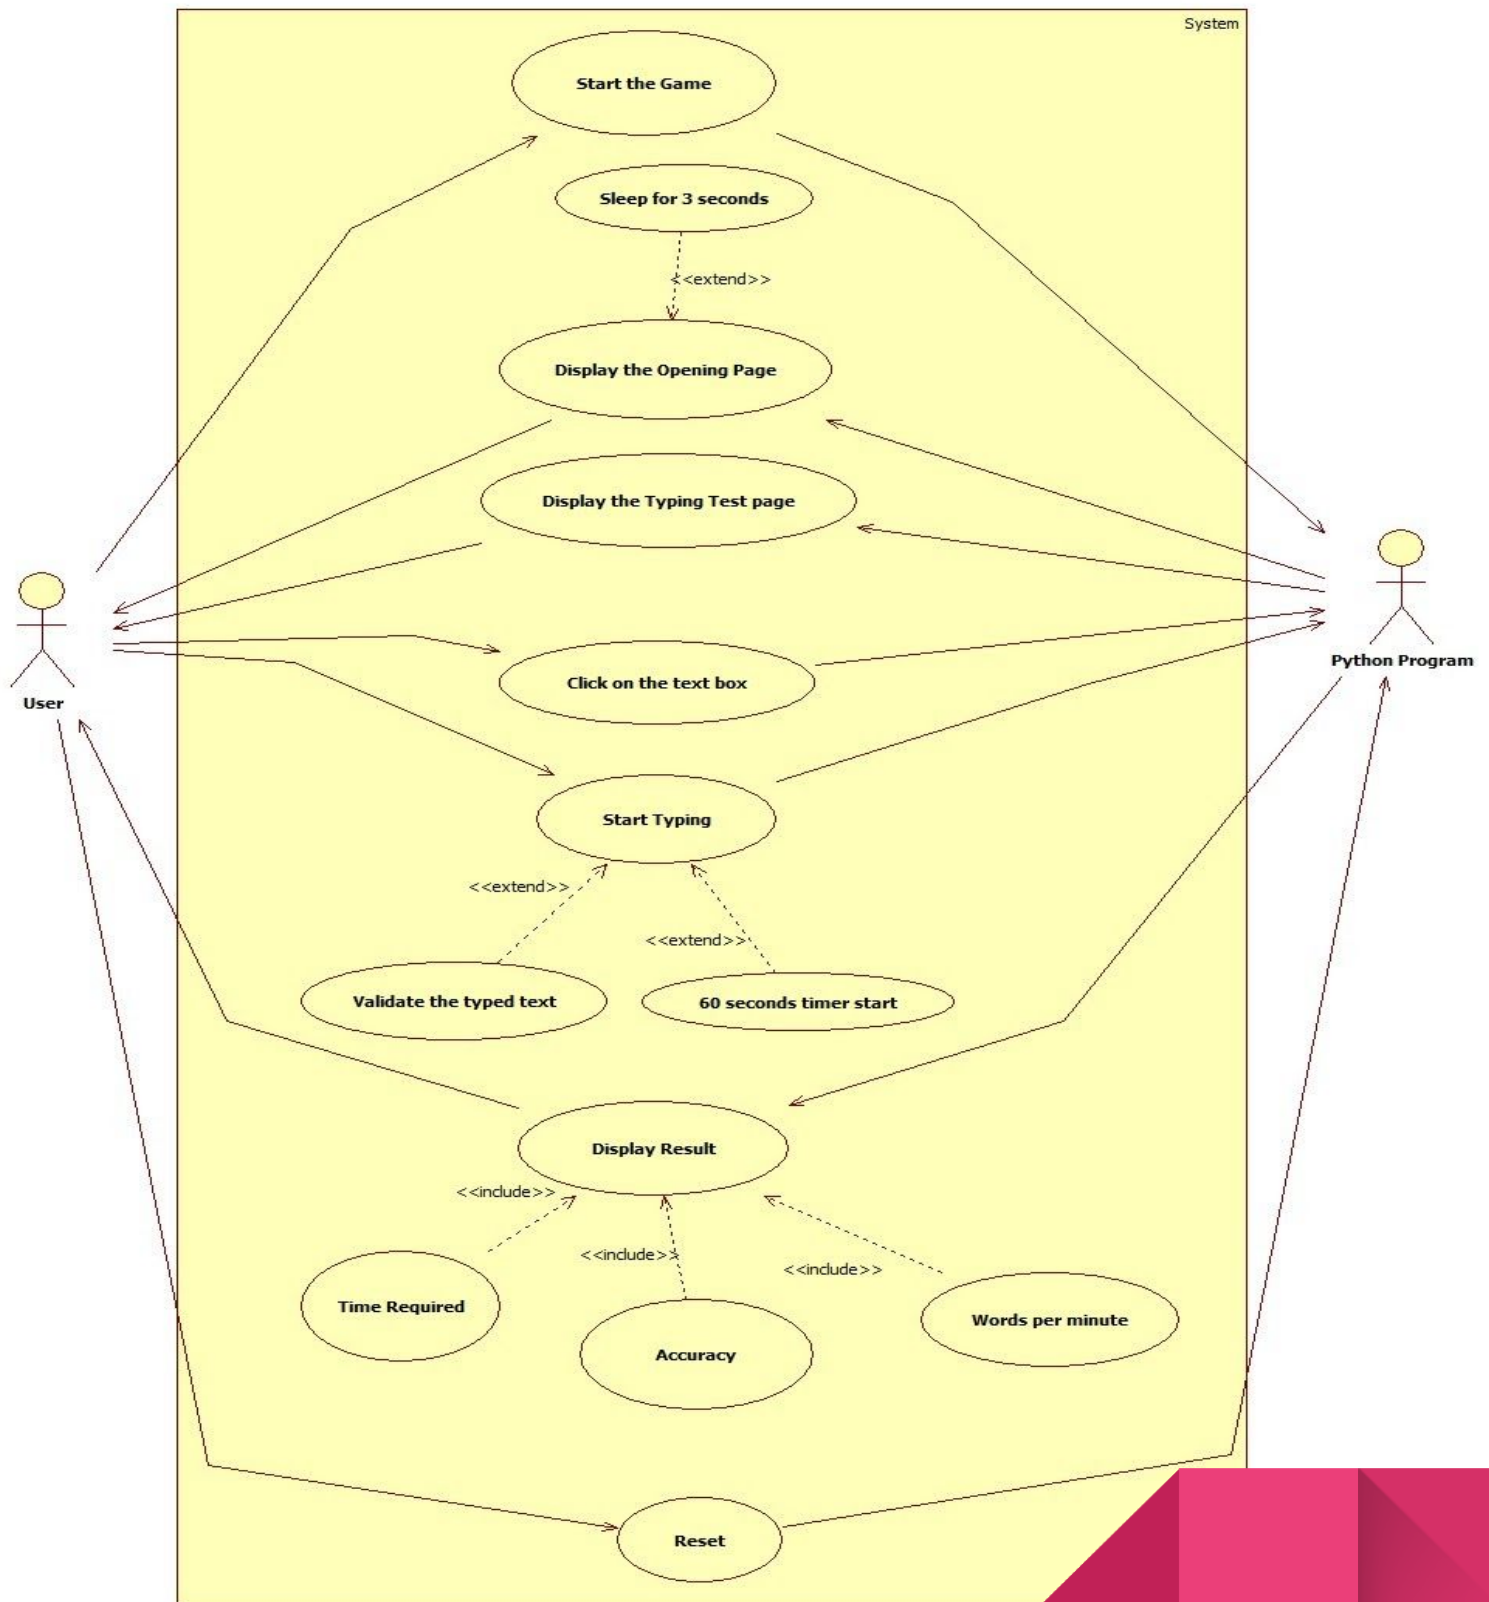 System
Start the Game
Sleep for 3 seconds
<<extend>>
Display the Opening Page
Display the Typing Test page
User
Python Program
Click on the text box
Start Typing
<<extend>>
<<extend>>
Validate the typed text
60 seconds timer start
Display Result
<<include>>
<<include>>
<<include>>
Time Required
Accuracy
Words per minute
Reset